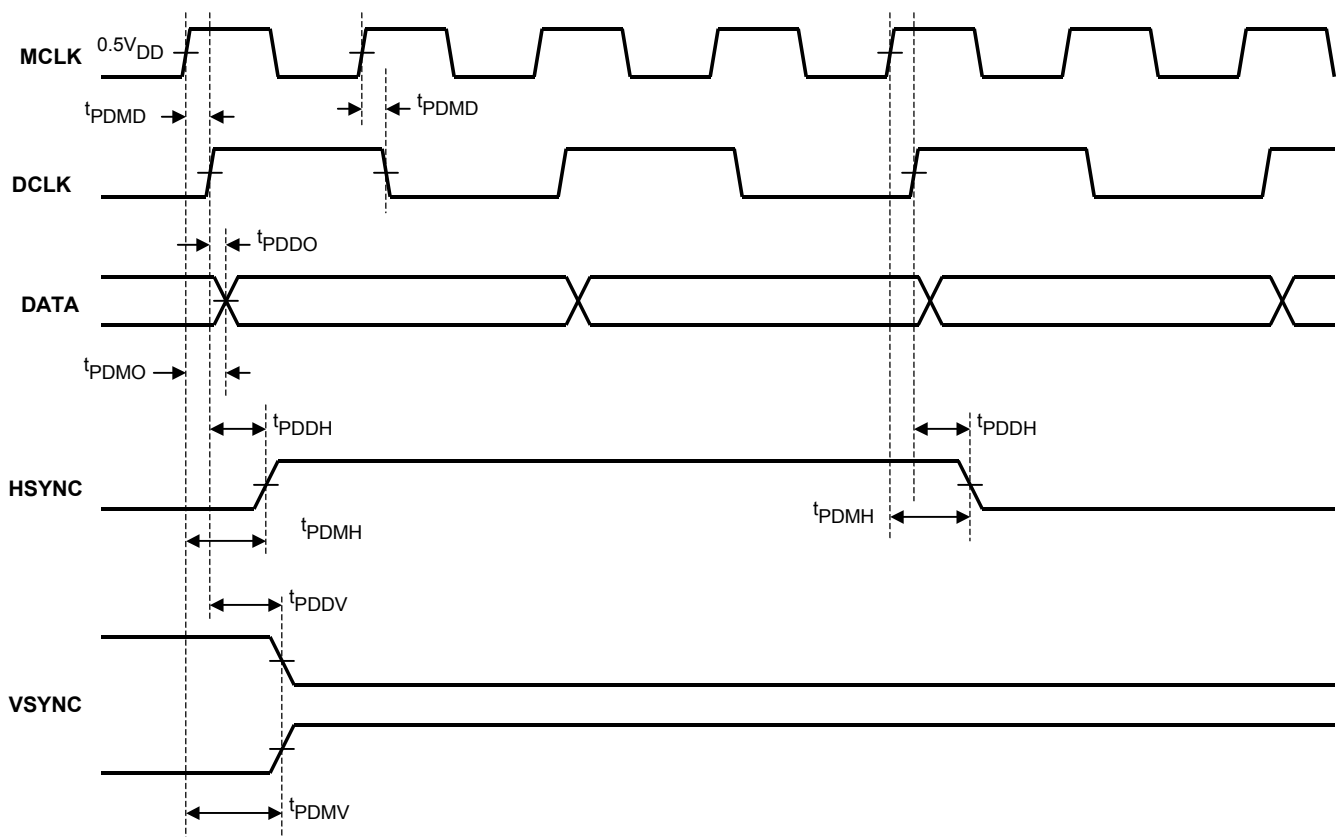 MCLK 0.5VDD
tPDMD tPDMD
DCLK
tPDDO
DATA
tPDMO
tPDDH tPDDH
HSYNC
tPDMH tPDMH
tPDDV
VSYNC
tPDMV